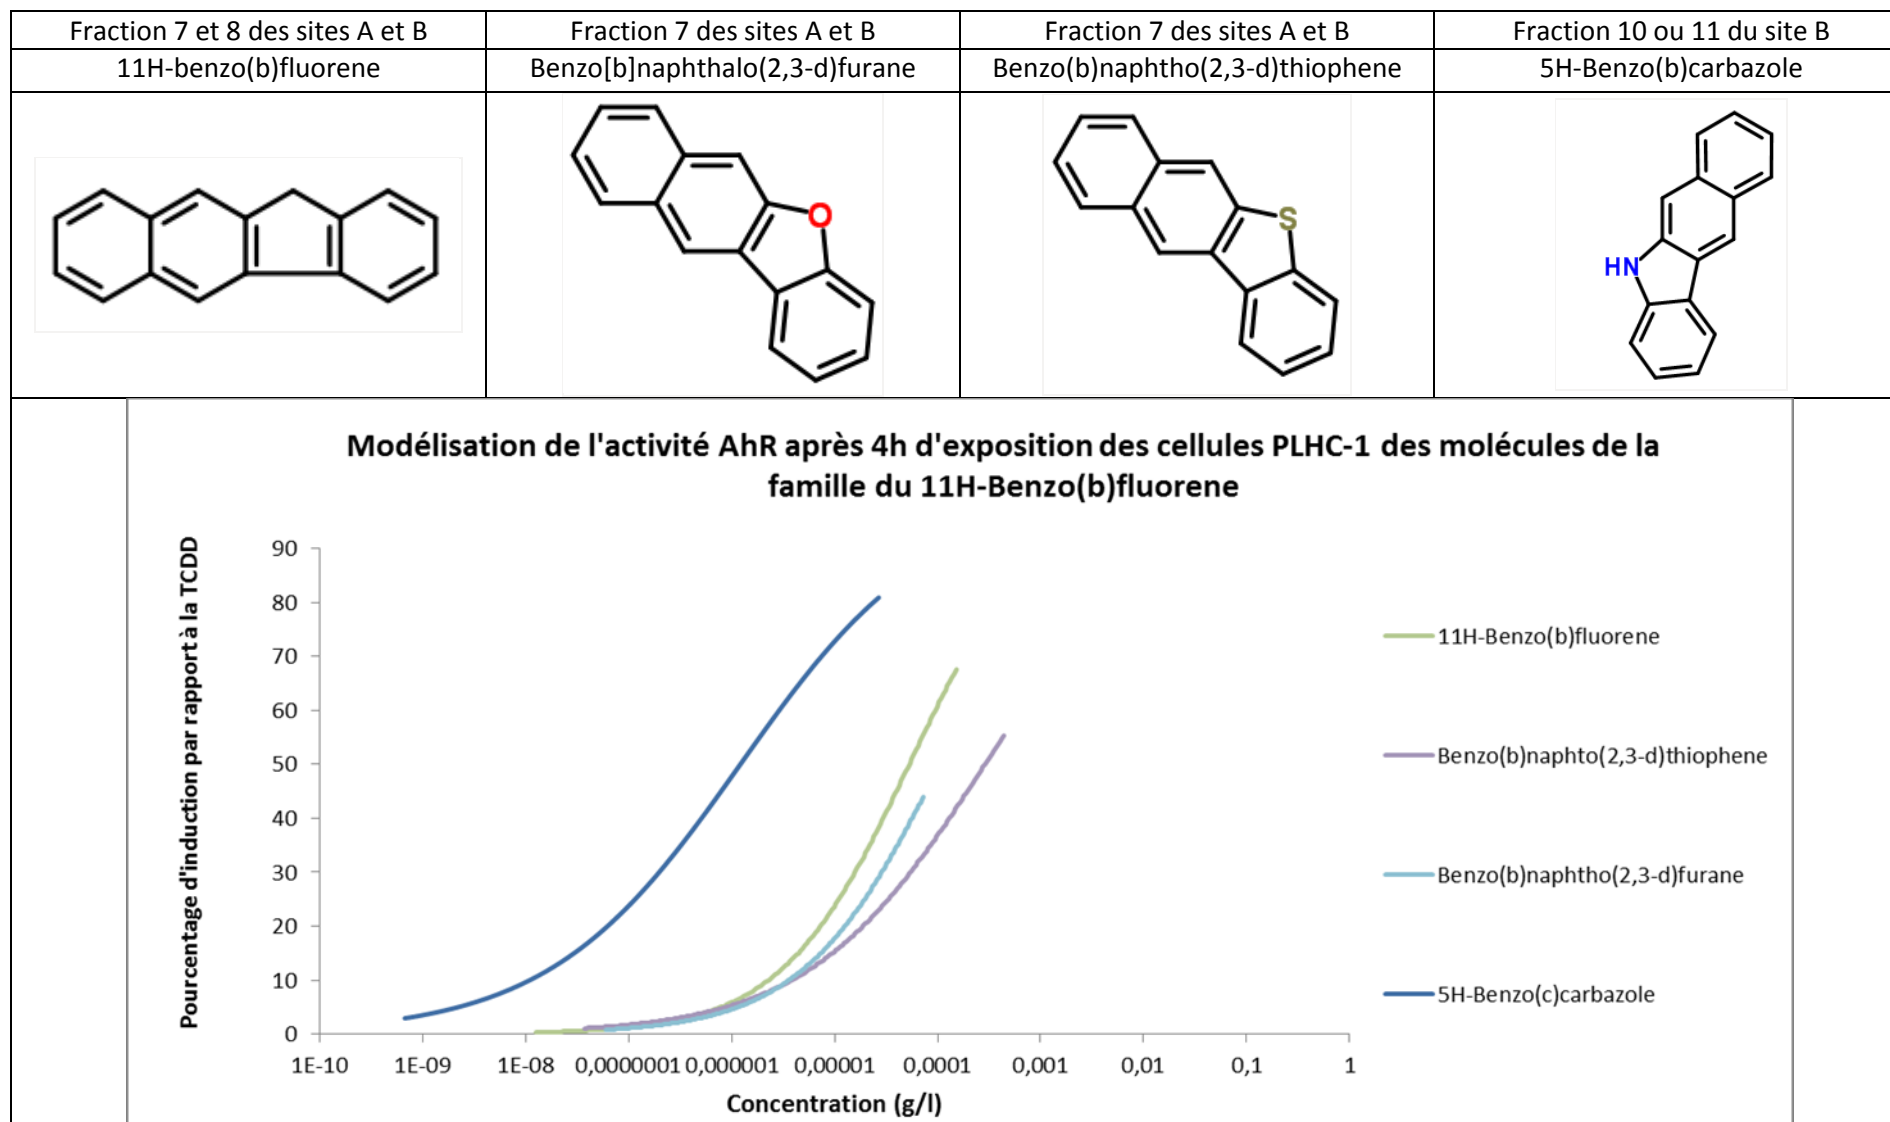 Fraction 7 et 8 des sites A et B
Fraction 7 des sites A et B
Fraction 7 des sites A et B
Fraction 10 ou 11 du site B
11H-benzo(b)fluorene
Benzo[b]naphthalo(2,3-d)furane
Benzo(b)naphtho(2,3-d)thiophene
5H-Benzo(b)carbazole
O
S
HN
Modélisation de l'activité AhR après 4h d'exposition des cellules PLHC-1 des molécules de la
famille du 11H-Benzo(b)fluorene
Pourcentage d'induction par rapport à la TCDD
90
80
70
60
50
40
30
20
10
0
1E-10
1E-09
1E-08
0,0000001
0,000001
0,00001
0,0001
0,001
0,01
0,1
1
Concentration (g/l)
11H-Benzo(b)fluorene
Benzo(b)naphto(2,3-d)thiophene
Benzo(b)naphtho(2,3-d)furane
5H-Benzo(c)carbazole